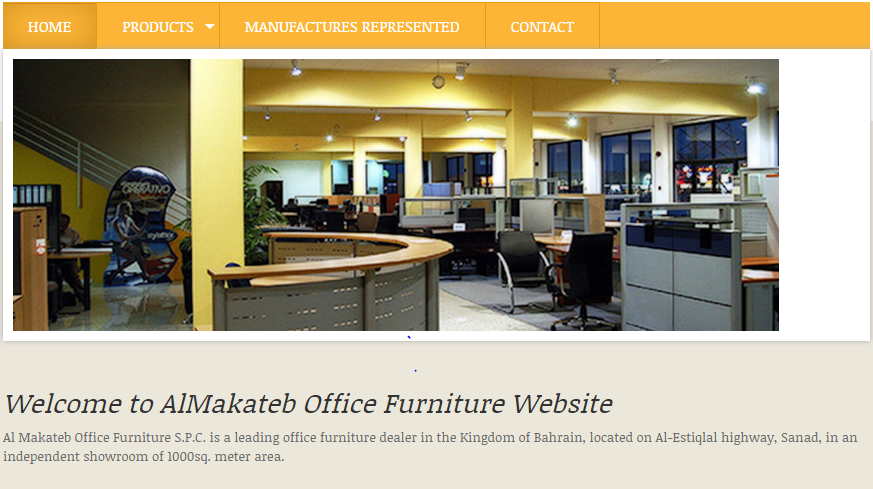 HOME
PRODUCTS
MANUFACTURES REPRESENTED
CONTACT
Welcome to AlMakateb Office Furniture Website
Al Makateb Office Furniture S.P.C. is a leading office furniture dealer in the Kingdom of Bahrain, located on Al-Estiqlal highway, Sanad, in an
independent showroom of 1000sq. meter area.